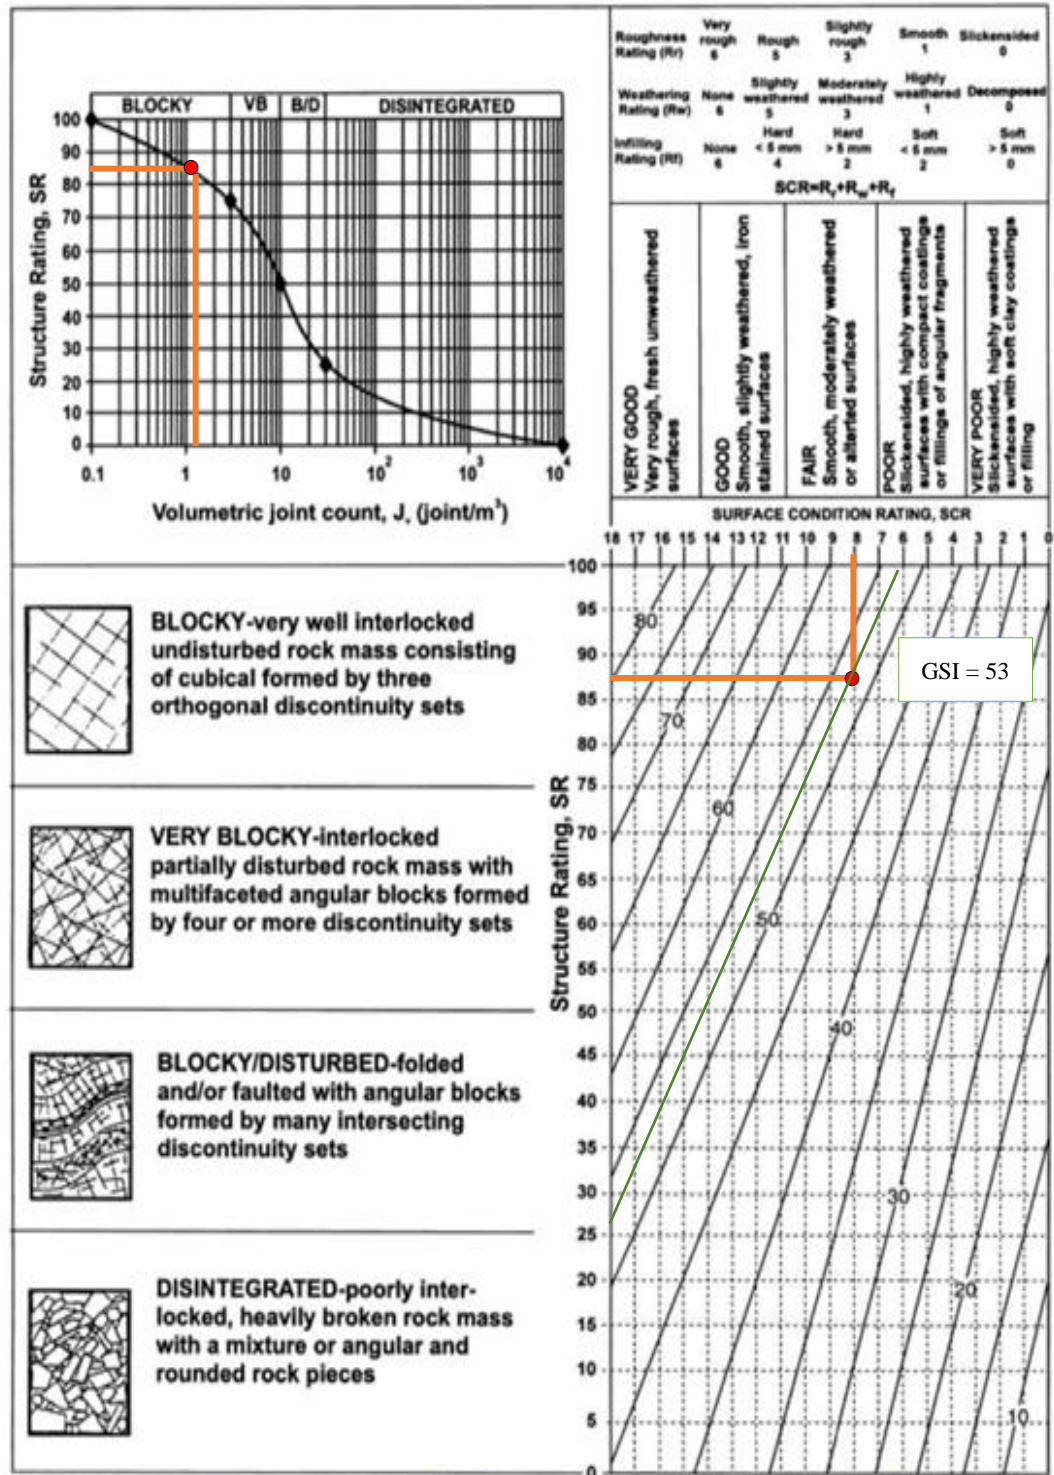 BLOCKY VB B/D DISINTEGRATED
100
90
80
70
60
50
40
30
20
10
0
Structure Rating, SR
0.1 1 10 10² 10³ 10⁴
Volumetric joint count, Jᵥ (joint/m³)
Roughness Rating (Rr) Very rough 6 Rough 5 Slightly rough 3 Smooth 1 Slickensided 0
Weathering Rating (Rw) None 6 Slightly weathered 5 Moderately weathered 3 Highly weathered 1 Decomposed 0
Infilling Rating (Rf) None 6 Hard < 5 mm 4 Hard > 5 mm 2 Soft < 5 mm 2 Soft > 5 mm 0
SCR=Rr+Rw+Rf
VERY GOOD
Very rough, fresh unweathered
surfaces
GOOD
Smooth, slightly weathered, iron
stained surfaces
FAIR
Smooth, moderately weathered
or alterted surfaces
POOR
Slickensided, highly weathered
surfaces with compact coatings
or fillings of angular fragments
VERY POOR
Slickensided, highly weathered
surfaces with soft clay coatings
or filling
SURFACE CONDITION RATING, SCR
18 17 16 15 14 13 12 11 10 9 8 7 6 5 4 3 2 1 0
BLOCKY-very well interlocked
undisturbed rock mass consisting
of cubical formed by three
orthogonal discontinuity sets
VERY BLOCKY-interlocked
partially disturbed rock mass with
multifaceted angular blocks formed
by four or more discontinuity sets
BLOCKY/DISTURBED-folded
and/or faulted with angular blocks
formed by many intersecting
discontinuity sets
DISINTEGRATED-poorly inter-
locked, heavily broken rock mass
with a mixture or angular and
rounded rock pieces
Structure Rating, SR
100
95
90
85
80
75
70
65
60
55
50
45
40
35
30
25
20
15
10
5
0
80
GSI = 53
70
60
50
40
30
20
10